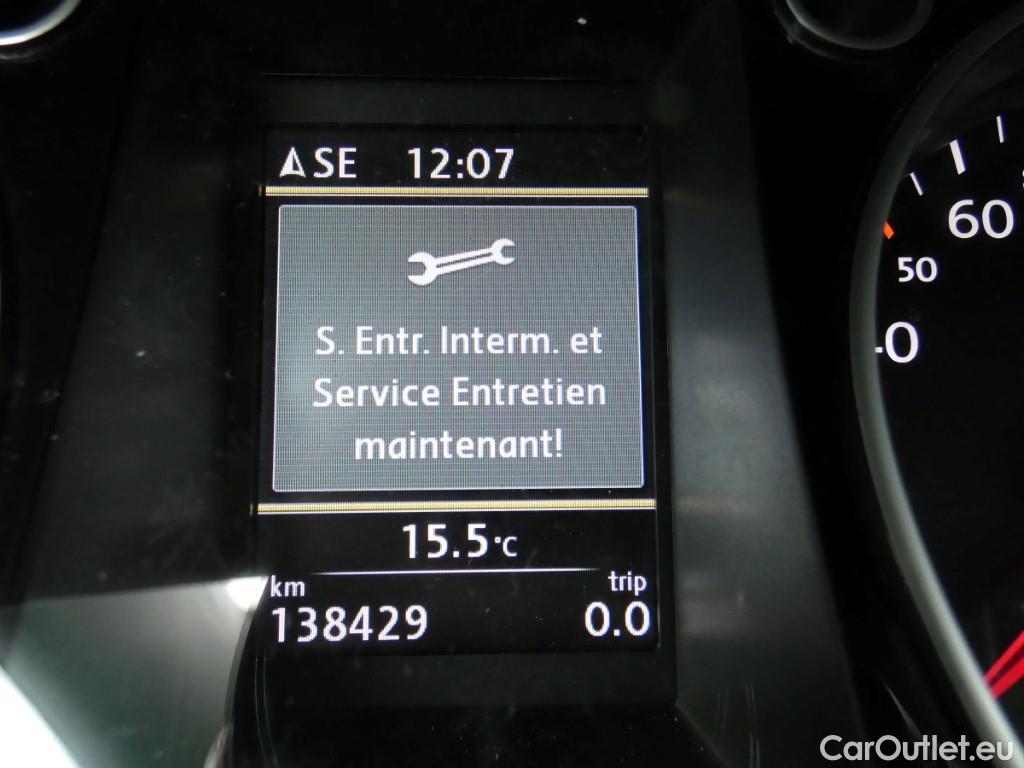 SE 12:07
S. Entr. Interm. et
Service Entretien
maintenant!
15.5°C
km trip
138429 0.0
60
50
CarOutlet.eu